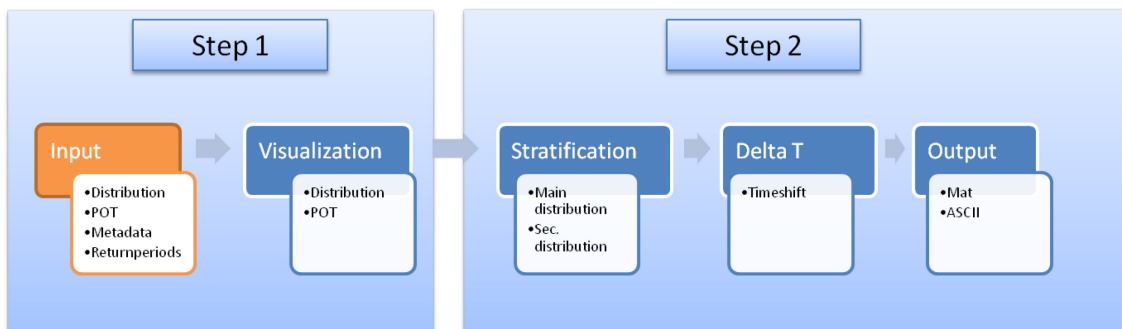 Step 1
Step 2
Input
•Distribution
•POT
•Metadata
•Returnperiods
Visualization
•Distribution
•POT
Stratification
•Main
distribution
•Sec.
distribution
Delta T
•Timeshift
Output
•Mat
•ASCII